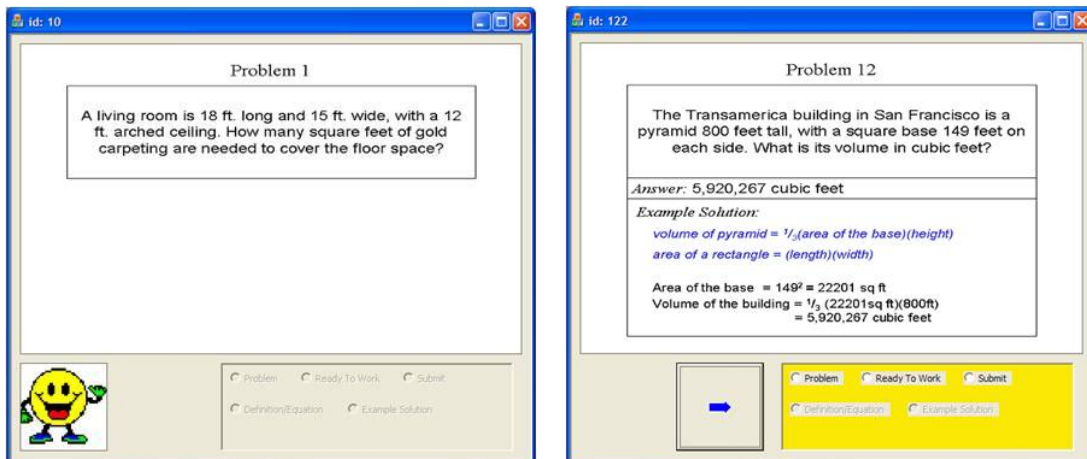 id: 10
Problem 1
A living room is 18 ft. long and 15 ft. wide, with a 12
ft. arched ceiling. How many square feet of gold
carpeting are needed to cover the floor space?
Problem
Ready To Work
Submit
Definition/Equation
Example Solution
id: 122
Problem 12
The Transamerica building in San Francisco is a
pyramid 800 feet tall, with a square base 149 feet on
each side. What is its volume in cubic feet?
Answer: 5,920,267 cubic feet
Example Solution:
volume of pyramid = ¹/₃(area of the base)(height)
area of a rectangle = (length)(width)
Area of the base = 149² = 22201 sq ft
Volume of the building = ¹/₃ (22201sq ft)(800ft)
= 5,920,267 cubic feet
Problem
Ready To Work
Submit
Definition/Equation
Example Solution